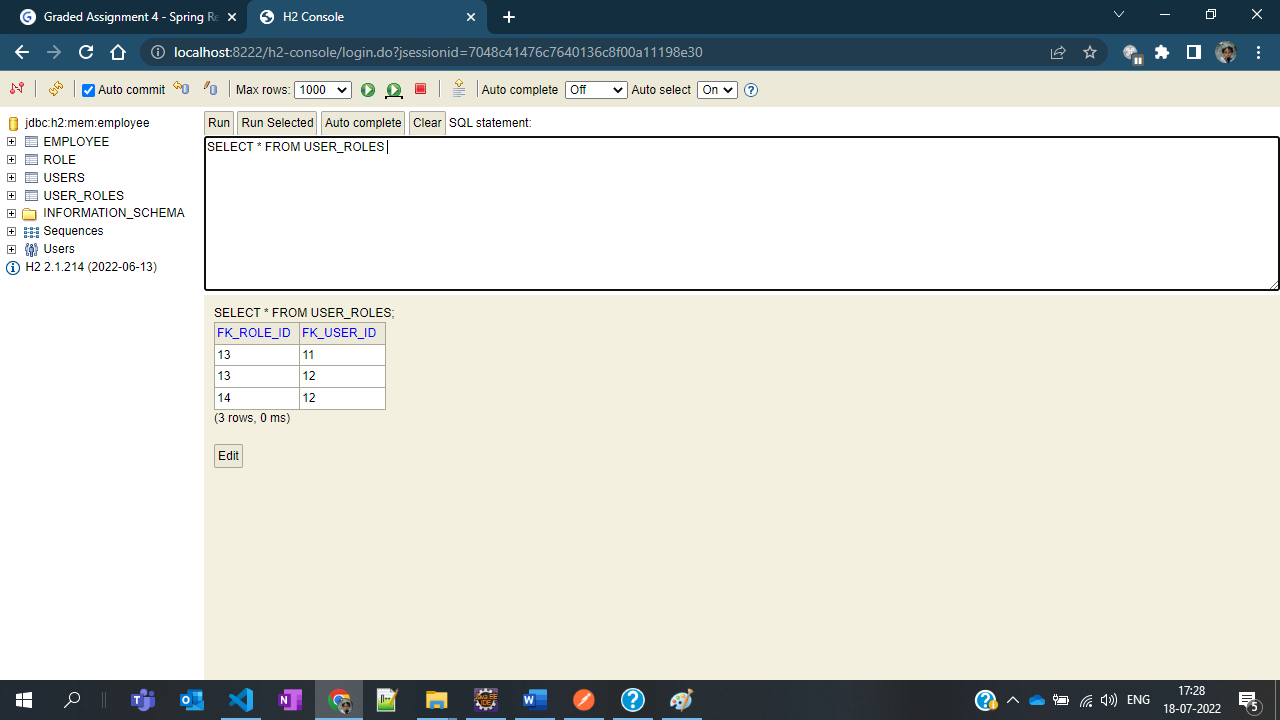 Graded Assignment 4 - Spring Re
H2 Console
localhost:8222/h2-console/login.do?jsessionid=7048c41476c7640136c8f00a11198e30
Auto commit
Max rows: 1000
Auto complete Off
Auto select On
jdbc:h2:mem:employee
EMPLOYEE
ROLE
USERS
USER_ROLES
INFORMATION_SCHEMA
Sequences
Users
H2 2.1.214 (2022-06-13)
Run Run Selected Auto complete Clear SQL statement:
SELECT * FROM USER_ROLES
SELECT * FROM USER_ROLES;
FK_ROLE_ID FK_USER_ID
13 11
13 12
14 12
(3 rows, 0 ms)
Edit
ENG
17:28
18-07-2022
5